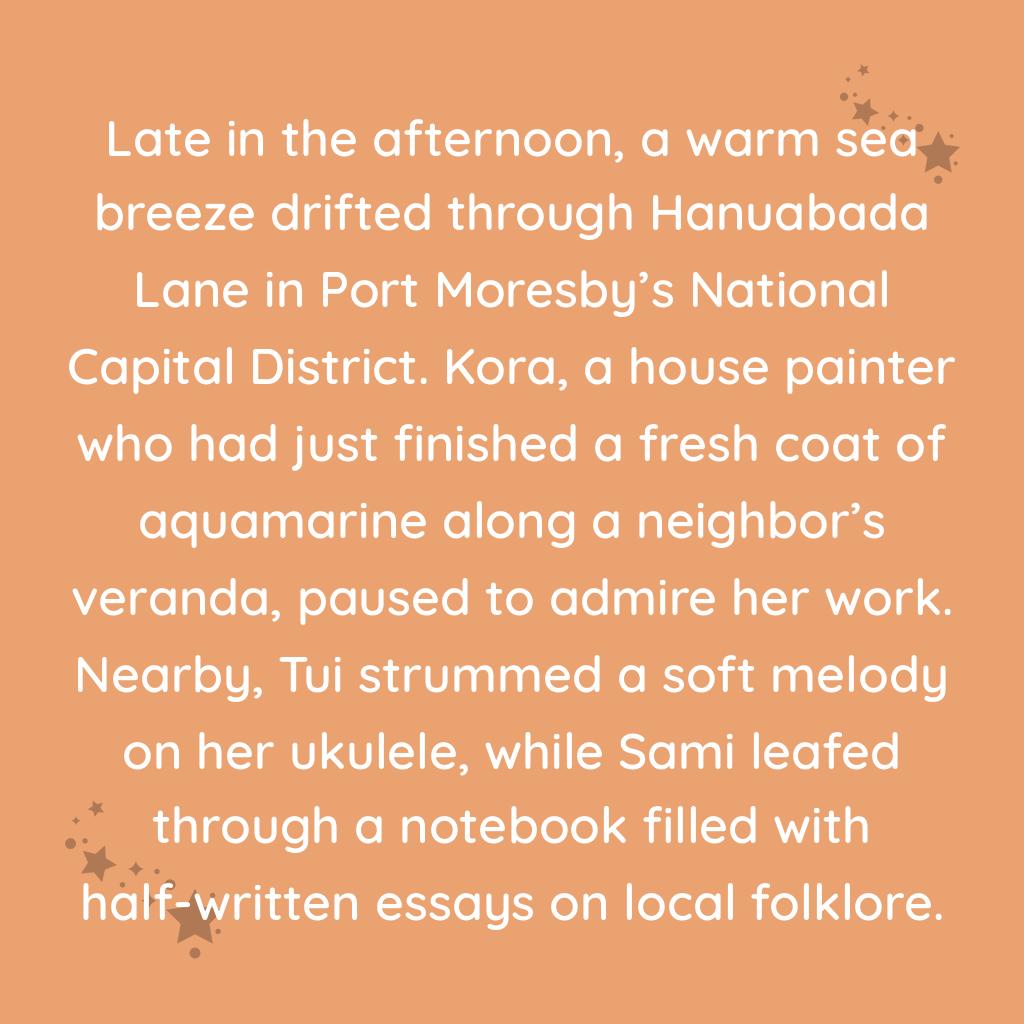 Late in the afternoon, a warm sea
breeze drifted through Hanuabada
Lane in Port Moresby’s National
Capital District. Kora, a house painter
who had just finished a fresh coat of
aquamarine along a neighbor’s
veranda, paused to admire her work.
Nearby, Tui strummed a soft melody
on her ukulele, while Sami leafed
through a notebook filled with
half-written essays on local folklore.